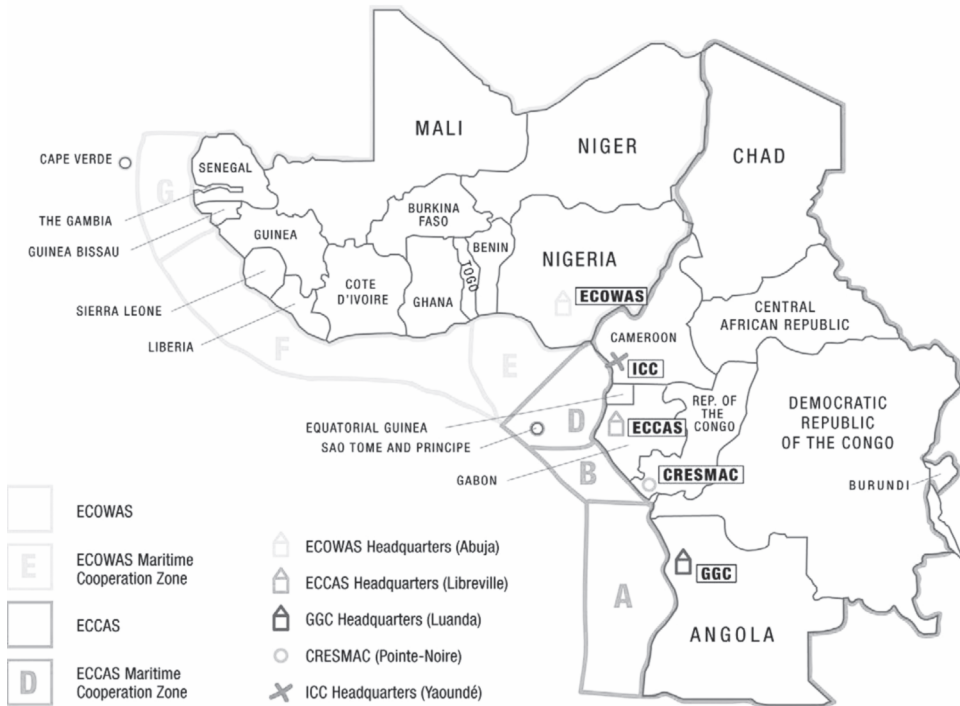 MALI
NIGER
CHAD
CAPE VERDE
SENEGAL
G
THE GAMBIA
GUINEA BISSAU
GUINEA
BURKINA
FASO
BENIN
TOGO
NIGERIA
COTE
D'IVOIRE
GHANA
ECOWAS
SIERRA LEONE
LIBERIA
F
E
CAMEROON
CENTRAL
AFRICAN REPUBLIC
ICC
REP. OF
THE
CONGO
DEMOCRATIC
REPUBLIC
OF THE CONGO
EQUATORIAL GUINEA
SAO TOME AND PRINCIPE
D
ECCAS
GABON
B
CRESMAC
BURUNDI
A
GGC
ANGOLA
ECOWAS
E
ECOWAS Maritime
Cooperation Zone
ECCAS
D
ECCAS Maritime
Cooperation Zone
ECOWAS Headquarters (Abuja)
ECCAS Headquarters (Libreville)
GGC Headquarters (Luanda)
CRESMAC (Pointe-Noire)
ICC Headquarters (Yaoundé)